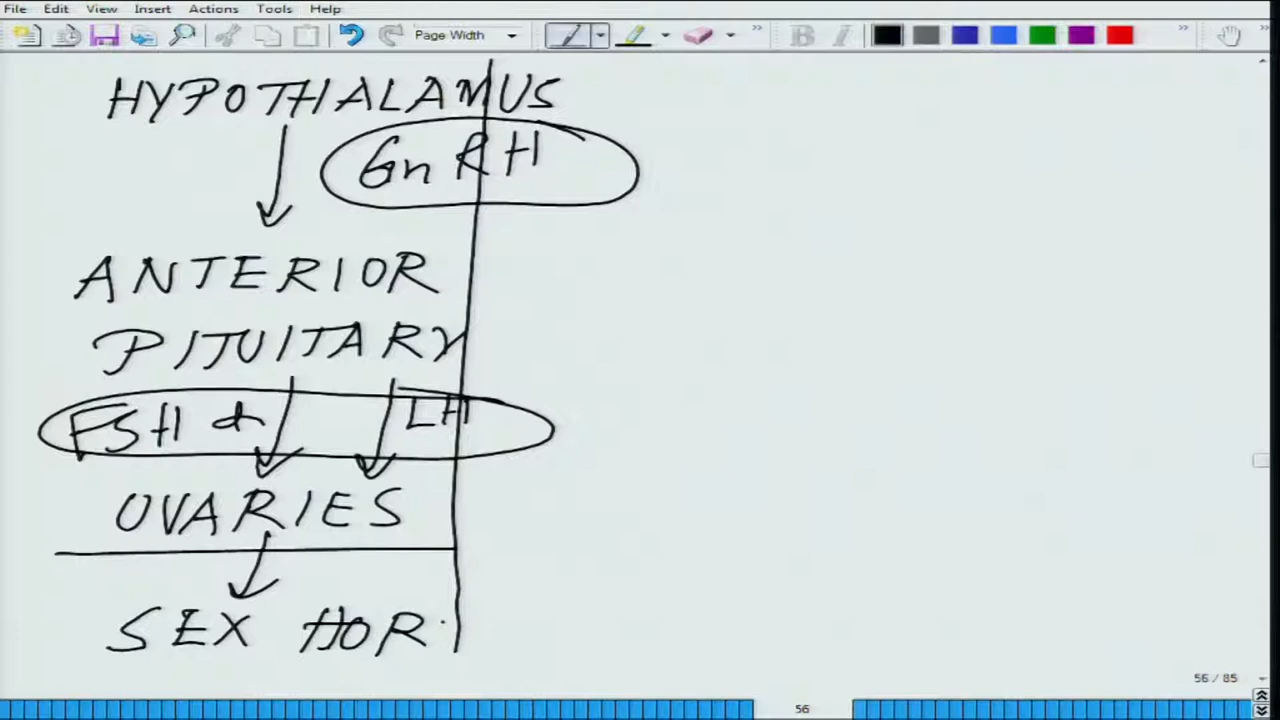 File Edit View Insert Actions Tools Help
Page Width
HYPOTHALAMUS
GnRH
ANTERIOR
PITUITARY
FSH & LH
OVARIES
SEX HOR
56 / 85
56